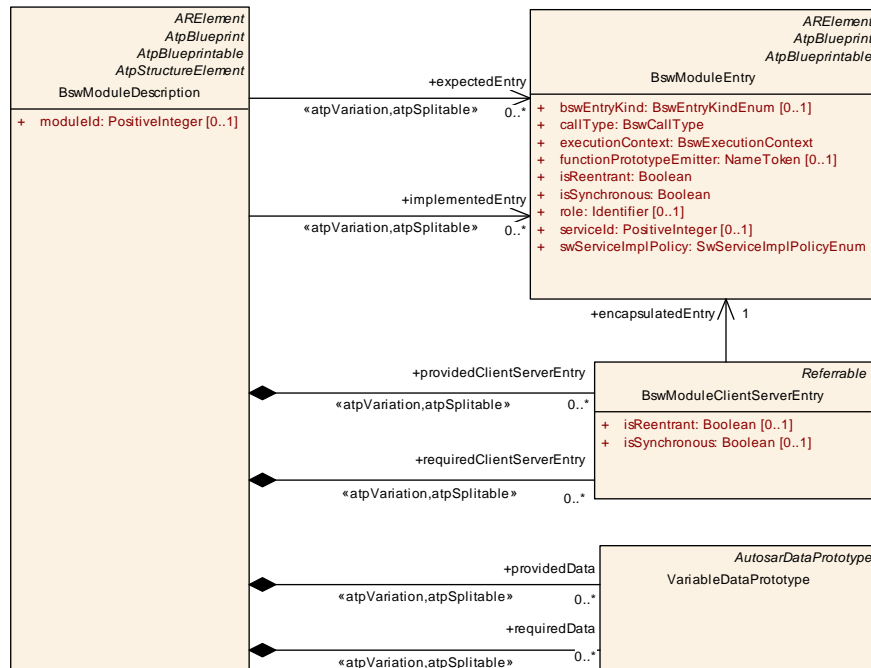 ARElement
AtpBlueprint
AtpBlueprintable
AtpStructureElement
BswModuleDescription
+ moduleId: PositiveInteger [0..1]
+expectedEntry
«atpVariation,atpSplitable»
0..*
+implementedEntry
«atpVariation,atpSplitable»
0..*
ARElement
AtpBlueprint
AtpBlueprintable
BswModuleEntry
+ bswEntryKind: BswEntryKindEnum [0..1]
+ callType: BswCallType
+ executionContext: BswExecutionContext
+ functionPrototypeEmitter: NameToken [0..1]
+ isReentrant: Boolean
+ isSynchronous: Boolean
+ role: Identifier [0..1]
+ serviceId: PositiveInteger [0..1]
+ swServiceImplPolicy: SwServiceImplPolicyEnum
+encapsulatedEntry
1
+providedClientServerEntry
«atpVariation,atpSplitable»
0..*
+requiredClientServerEntry
«atpVariation,atpSplitable»
0..*
Referrable
BswModuleClientServerEntry
+ isReentrant: Boolean [0..1]
+ isSynchronous: Boolean [0..1]
+providedData
«atpVariation,atpSplitable»
0..*
+requiredData
«atpVariation,atpSplitable»
0..*
AutosarDataPrototype
VariableDataPrototype